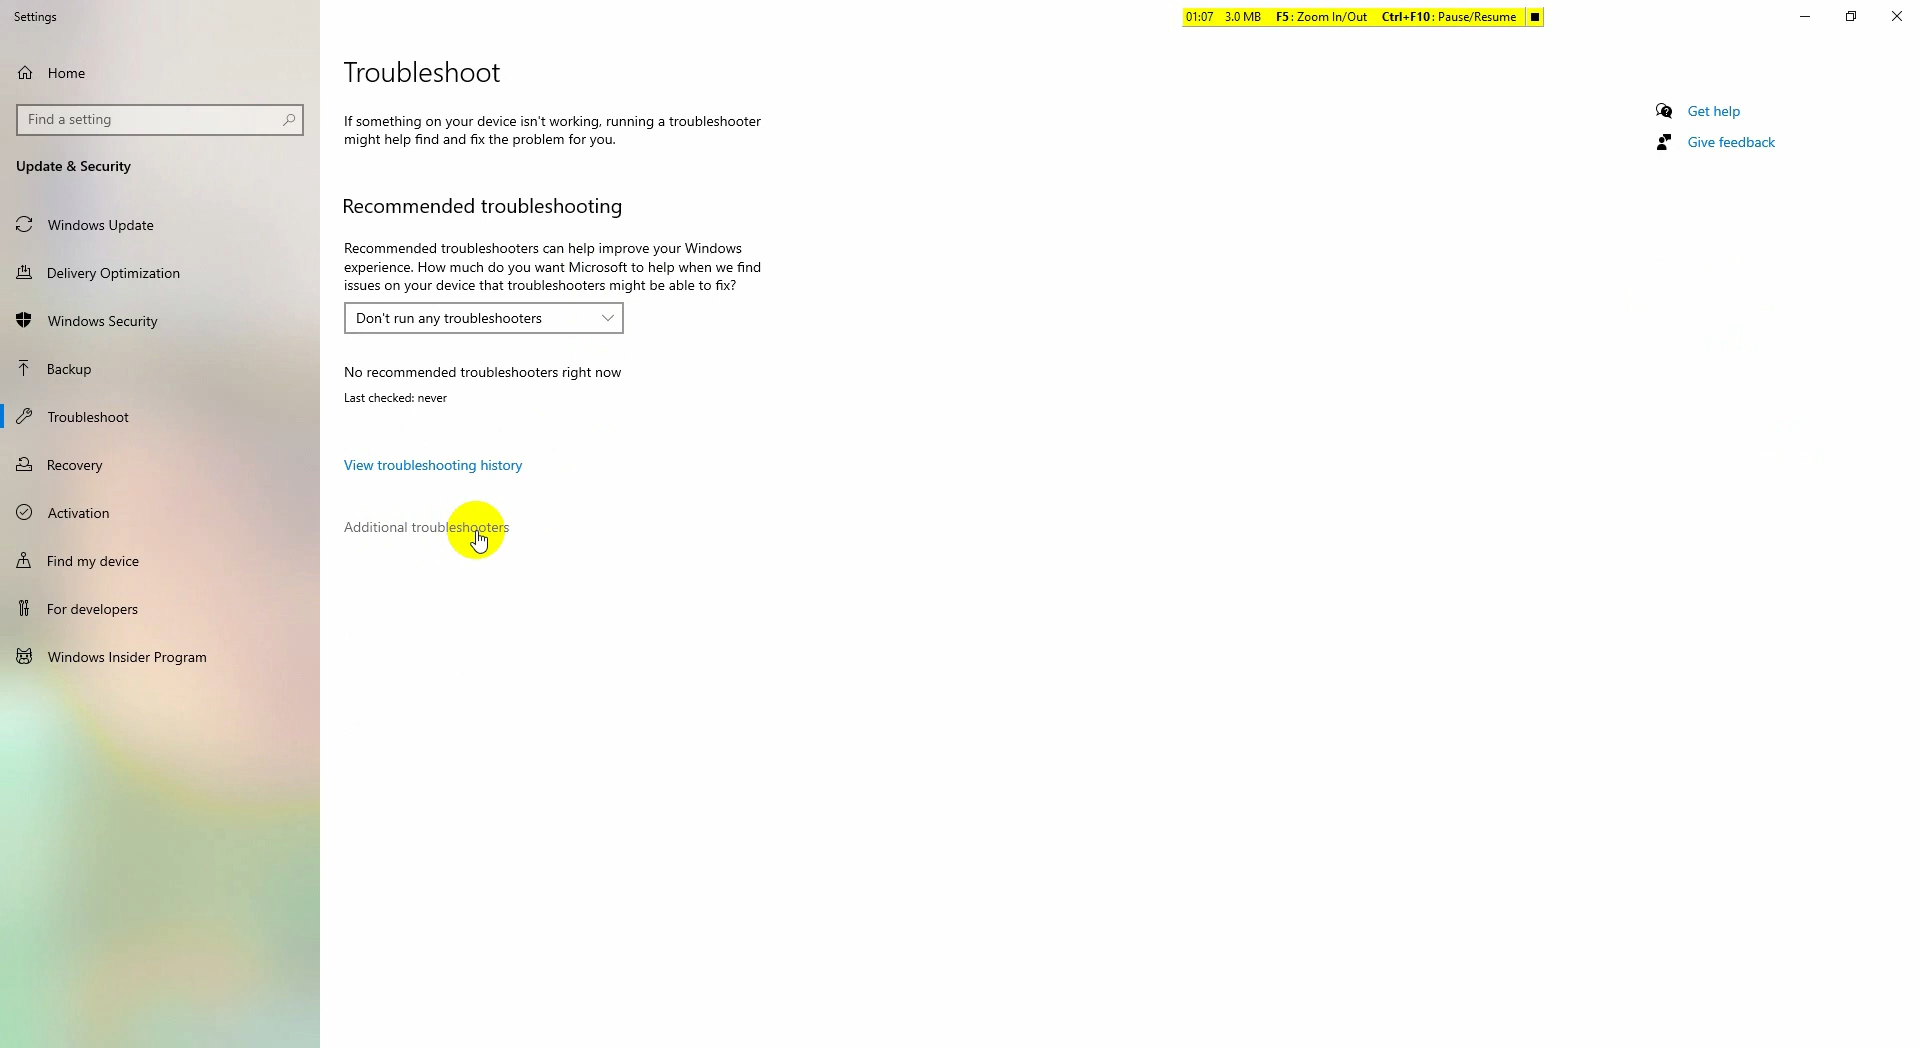 Settings
01:07 3.0 MB F5: Zoom In/Out Ctrl+F10: Pause/Resume
Home
Find a setting
Update & Security
Windows Update
Delivery Optimization
Windows Security
Backup
Troubleshoot
Recovery
Activation
Find my device
For developers
Windows Insider Program
Troubleshoot
If something on your device isn't working, running a troubleshooter
might help find and fix the problem for you.
Recommended troubleshooting
Recommended troubleshooters can help improve your Windows
experience. How much do you want Microsoft to help when we find
issues on your device that troubleshooters might be able to fix?
Don't run any troubleshooters
No recommended troubleshooters right now
Last checked: never
View troubleshooting history
Additional troubleshooters
Get help
Give feedback